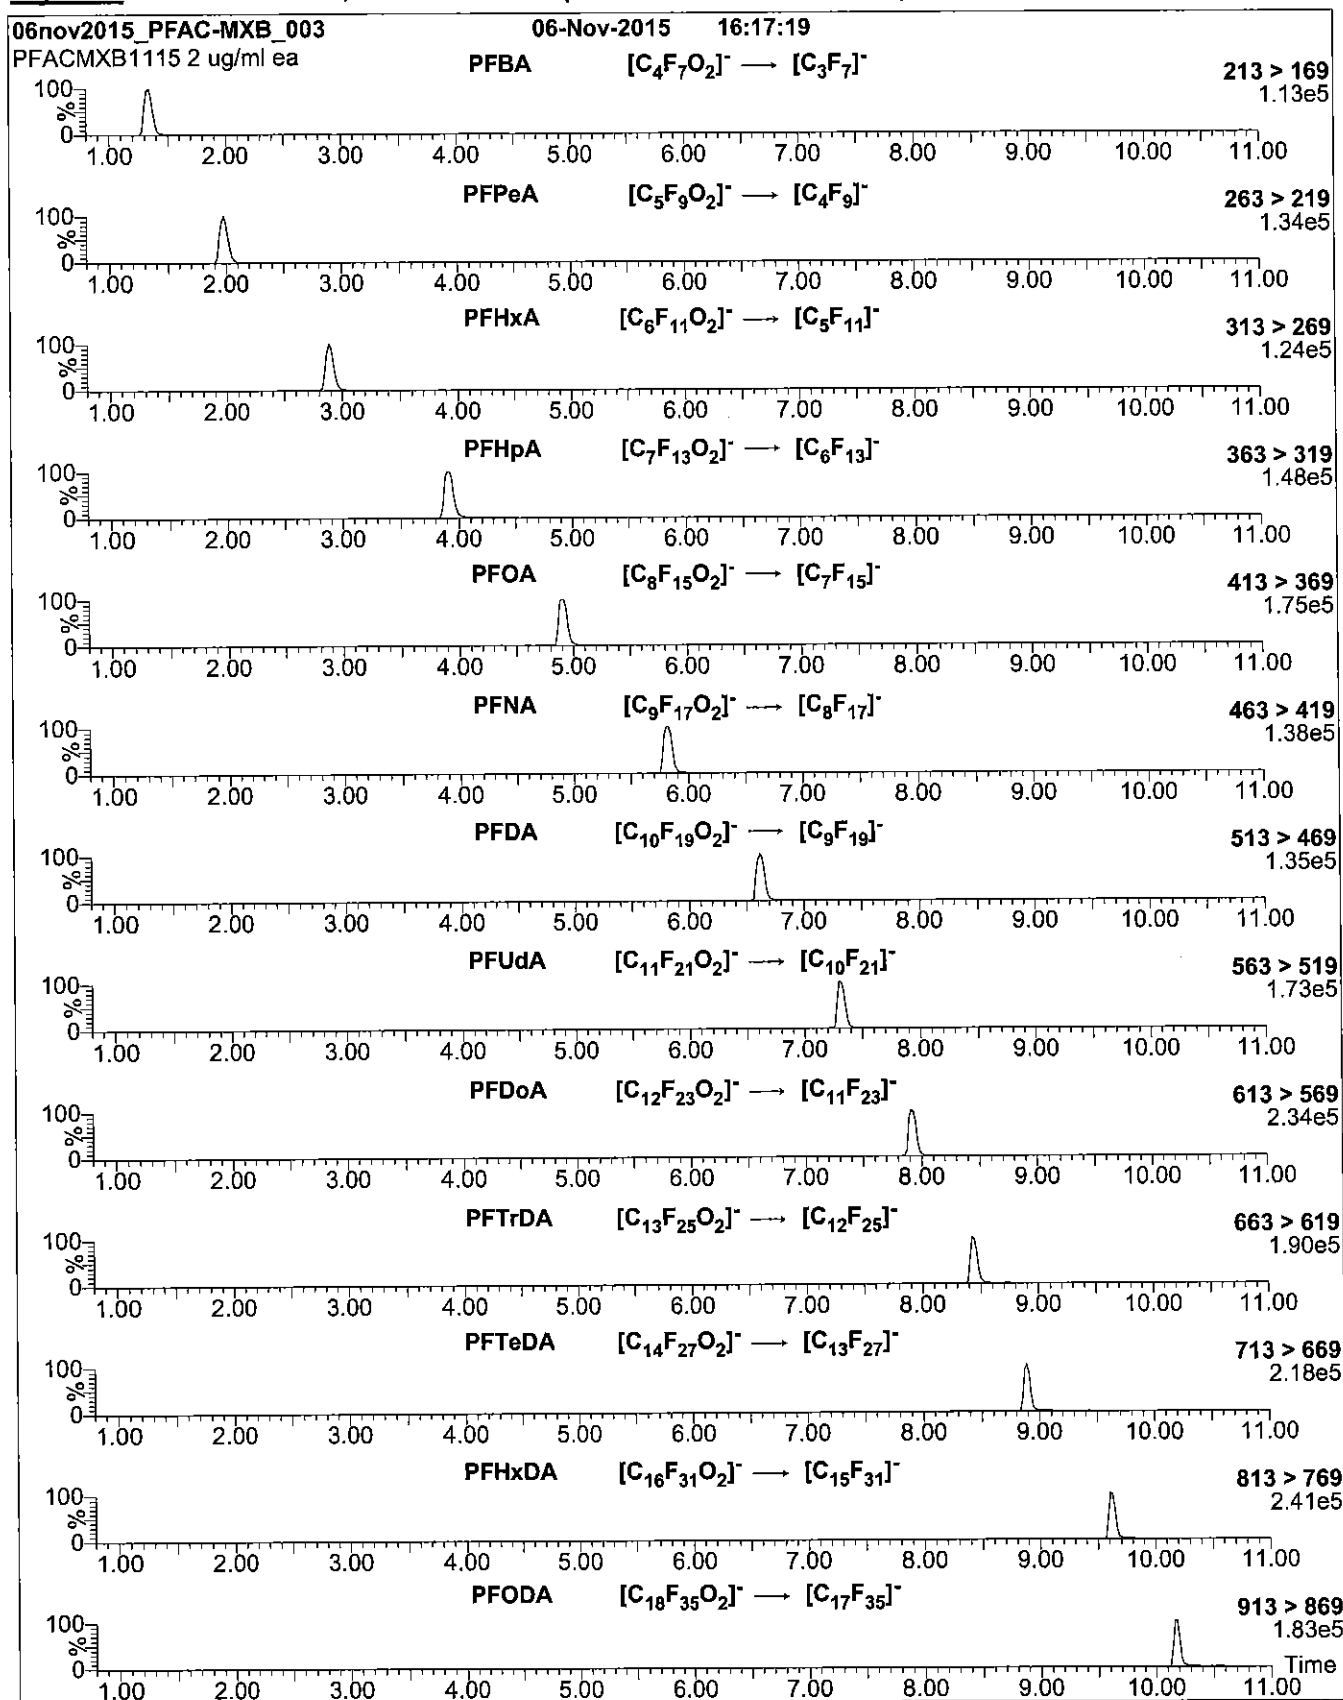 06nov2015_PFAC-MXB_003 06-Nov-2015 16:17:19
PFACMXB1115 2 ug/ml ea
PFBA [C₄F₇O₂]⁻ → [C₃F₇]⁻ 213 > 169
1.13e5
100
%
0
1.00 2.00 3.00 4.00 5.00 6.00 7.00 8.00 9.00 10.00 11.00
PFPeA [C₅F₉O₂]⁻ → [C₄F₉]⁻ 263 > 219
1.34e5
100
%
0
1.00 2.00 3.00 4.00 5.00 6.00 7.00 8.00 9.00 10.00 11.00
PFHxA [C₆F₁₁O₂]⁻ → [C₅F₁₁]⁻ 313 > 269
1.24e5
100
%
0
1.00 2.00 3.00 4.00 5.00 6.00 7.00 8.00 9.00 10.00 11.00
PFHpA [C₇F₁₃O₂]⁻ → [C₆F₁₃]⁻ 363 > 319
1.48e5
100
%
0
1.00 2.00 3.00 4.00 5.00 6.00 7.00 8.00 9.00 10.00 11.00
PFOA [C₈F₁₅O₂]⁻ → [C₇F₁₅]⁻ 413 > 369
1.75e5
100
%
0
1.00 2.00 3.00 4.00 5.00 6.00 7.00 8.00 9.00 10.00 11.00
PFNA [C₉F₁₇O₂]⁻ → [C₈F₁₇]⁻ 463 > 419
1.38e5
100
%
0
1.00 2.00 3.00 4.00 5.00 6.00 7.00 8.00 9.00 10.00 11.00
PFDA [C₁₀F₁₉O₂]⁻ → [C₉F₁₉]⁻ 513 > 469
1.35e5
100
%
0
1.00 2.00 3.00 4.00 5.00 6.00 7.00 8.00 9.00 10.00 11.00
PFUdA [C₁₁F₂₁O₂]⁻ → [C₁₀F₂₁]⁻ 563 > 519
1.73e5
100
%
0
1.00 2.00 3.00 4.00 5.00 6.00 7.00 8.00 9.00 10.00 11.00
PFDoA [C₁₂F₂₃O₂]⁻ → [C₁₁F₂₃]⁻ 613 > 569
2.34e5
100
%
0
1.00 2.00 3.00 4.00 5.00 6.00 7.00 8.00 9.00 10.00 11.00
PFTrDA [C₁₃F₂₅O₂]⁻ → [C₁₂F₂₅]⁻ 663 > 619
1.90e5
100
%
0
1.00 2.00 3.00 4.00 5.00 6.00 7.00 8.00 9.00 10.00 11.00
PFTeDA [C₁₄F₂₇O₂]⁻ → [C₁₃F₂₇]⁻ 713 > 669
2.18e5
100
%
0
1.00 2.00 3.00 4.00 5.00 6.00 7.00 8.00 9.00 10.00 11.00
PFHxDA [C₁₆F₃₁O₂]⁻ → [C₁₅F₃₁]⁻ 813 > 769
2.41e5
100
%
0
1.00 2.00 3.00 4.00 5.00 6.00 7.00 8.00 9.00 10.00 11.00
PFODA [C₁₈F₃₅O₂]⁻ → [C₁₇F₃₅]⁻ 913 > 869
1.83e5
100
%
0
Time
1.00 2.00 3.00 4.00 5.00 6.00 7.00 8.00 9.00 10.00 11.00